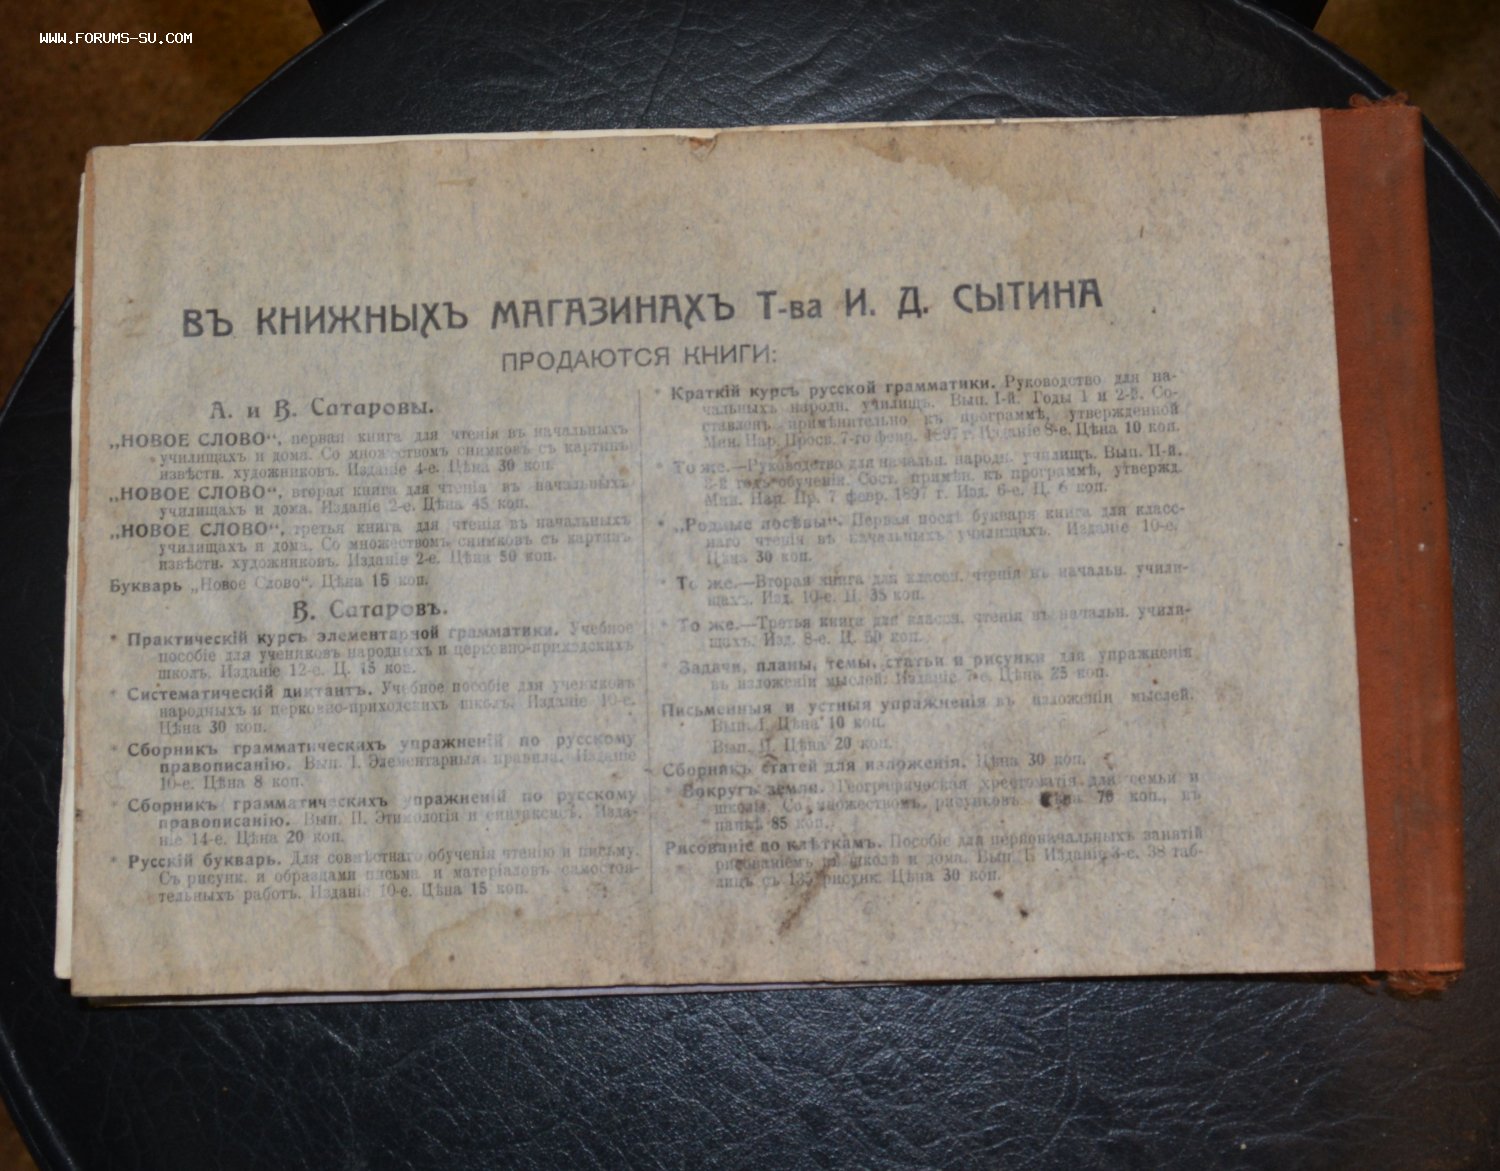 WWW.FORUMS-SU.COM
ВЪ КНИЖНЫХЪ МАГАЗИНАХЪ Т-ва И. Д. СЫТИНА
ПРОДАЮТСЯ КНИГИ:
А. и В. Сатаровы.
„НОВОЕ СЛОВО“, первая книга для чтенія въ начальныхъ
училищахъ и дома. Со множествомъ снимковъ съ картинъ
извѣстн. художниковъ. Изданіе 4-е. Цѣна 30 коп.
„НОВОЕ СЛОВО“, вторая книга для чтенія въ начальныхъ
училищахъ и дома. Изданіе 2-е. Цѣна 45 коп.
„НОВОЕ СЛОВО“, третья книга для чтенія въ начальныхъ
училищахъ и дома. Со множествомъ снимковъ съ картинъ
извѣстн. художниковъ. Изданіе 2-е. Цѣна 50 коп.
Букварь „Новое Слово“. Цѣна 15 коп.
В. Сатаровъ.
* Практическій курсъ элементарной грамматики. Учебное
пособіе для учениковъ народныхъ и церковно-приходскихъ
школъ. Изданіе 12-е. Ц. 15 коп.
* Систематическій диктантъ. Учебное пособіе для учениковъ
народныхъ и церковно-приходскихъ школъ. Изданіе 10-е.
Цѣна 30 коп.
* Сборникъ грамматическихъ упражненій по русскому
правописанію. Вып. I. Элементарныя правила. Изданіе
10-е. Цѣна 8 коп.
* Сборникъ грамматическихъ упражненій по русскому
правописанію. Вып. II. Этимологія и синтаксисъ. Изда-
ніе 14-е. Цѣна 20 коп.
* Русскій букварь. Для совмѣстнаго обученія чтенію и письму.
Съ рисунк. и образцами письма и матеріаловъ самостоя-
тельныхъ работъ. Изданіе 10-е. Цѣна 15 коп.
* Краткій курсъ русской грамматики. Руководство для на-
чальныхъ народн. училищъ. Вып. I-й. Годы 1 и 2-й. Со-
ставленъ примѣнительно къ программѣ, утвержденной
Мин. Нар. Просв. 7-го февр. 1897 г. Изданіе 8-е. Цѣна 10 коп.
* То же.—Руководство для начальн. народн. училищъ. Вып. II-й.
3-й годъ обученія. Сост. примѣн. къ программѣ, утвержд.
Мин. Нар. Пр. 7 февр. 1897 г. Изд. 6-е. Ц. 6 коп.
* „Родные посѣвы“. Первая послѣ букваря книга для класс-
наго чтенія въ начальныхъ училищахъ. Изданіе 10-е.
Цѣна 30 коп.
* То же.—Вторая книга для классн. чтенія въ начальн. учили-
щахъ. Изд. 10-е. Ц. 35 коп.
* То же.—Третья книга для классн. чтенія въ начальн. учили-
щахъ. Изд. 8-е. Ц. 50 коп.
* Задачи, планы, темы, статьи и рисунки для упражненія
въ изложеніи мыслей. Изданіе 7-е. Цѣна 25 коп.
Письменныя и устныя упражненія въ изложеніи мыслей.
Вып. I. Цѣна 10 коп.
Вып. II. Цѣна 20 коп.
Сборникъ статей для изложенія. Цѣна 30 коп.
* Вокругъ земли. Географическая хрестоматія для семьи и
школы. Со множествомъ рисунковъ. Цѣна 70 коп., въ
папкѣ 85 коп.
Рисованіе по клѣткамъ. Пособіе для первоначальныхъ занятій
рисованіемъ въ школѣ и дома. Вып. I. Изданіе 3-е. 38 таб-
лицъ съ 135 рисунк. Цѣна 30 коп.